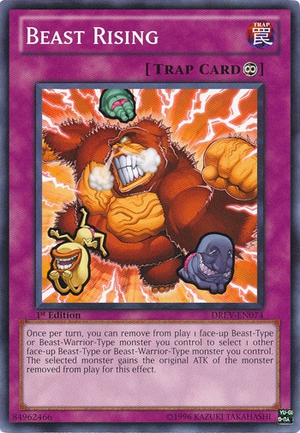 Beast Rising
TRAP
罠
[Trap Card∞]
1st Edition
DREV-EN074
Once per turn, you can remove from play 1 face-up Beast-Type
or Beast-Warrior-Type monster you control to select 1 other
face-up Beast-Type or Beast-Warrior-Type monster you control.
The selected monster gains the original ATK of the monster
removed from play for this effect.
84962466
©1996 KAZUKI TAKAHASHI